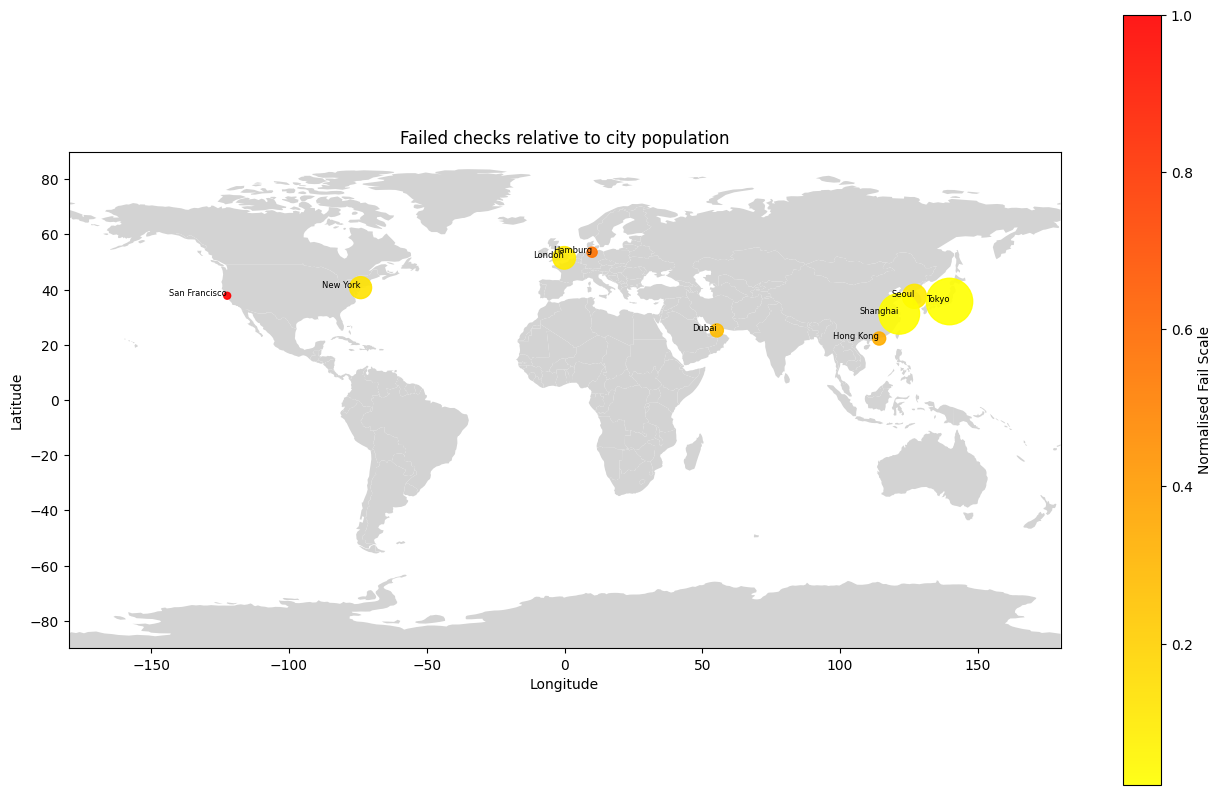 Failed checks relative to city population
Latitude
80
60
40
20
0
−20
−40
−60
−80
San Francisco
New York
London
Hamburg
Dubai
Hong Kong
Shanghai
Seoul
Tokyo
−150
−100
−50
0
50
100
150
Longitude
1.0
0.8
0.6
0.4
0.2
Normalised Fail Scale